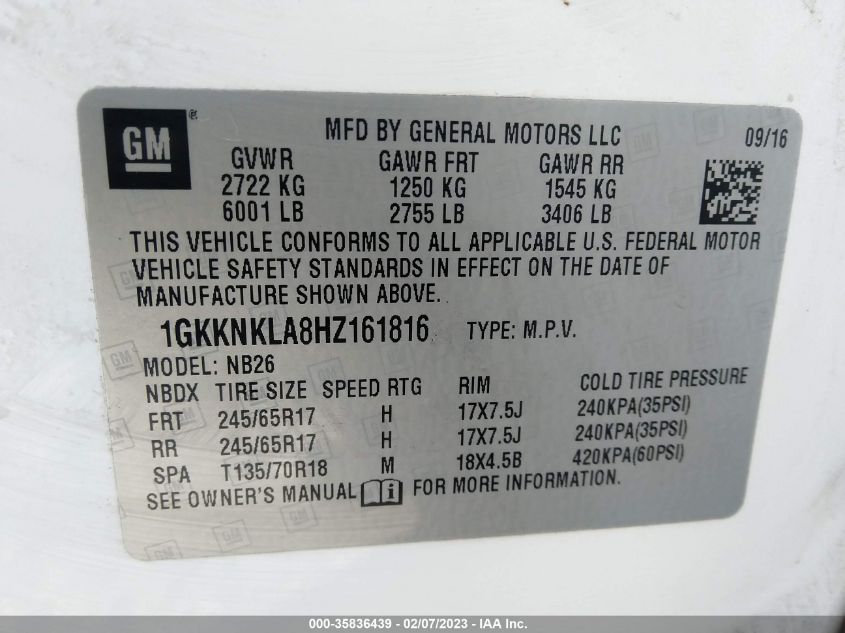 GM ®
MFD BY GENERAL MOTORS LLC 09/16
GVWR GAWR FRT GAWR RR
2722 KG 1250 KG 1545 KG
6001 LB 2755 LB 3406 LB
THIS VEHICLE CONFORMS TO ALL APPLICABLE U.S. FEDERAL MOTOR
VEHICLE SAFETY STANDARDS IN EFFECT ON THE DATE OF
MANUFACTURE SHOWN ABOVE.
1GKKNKLA8HZ161816 TYPE: M.P.V.
MODEL: NB26
NBDX TIRE SIZE SPEED RTG RIM COLD TIRE PRESSURE
FRT 245/65R17 H 17X7.5J 240KPA(35PSI)
RR 245/65R17 H 17X7.5J 240KPA(35PSI)
SPA T135/70R18 M 18X4.5B 420KPA(60PSI)
SEE OWNER'S MANUAL i FOR MORE INFORMATION.
000-35836439 — 02/07/2023 — IAA Inc.